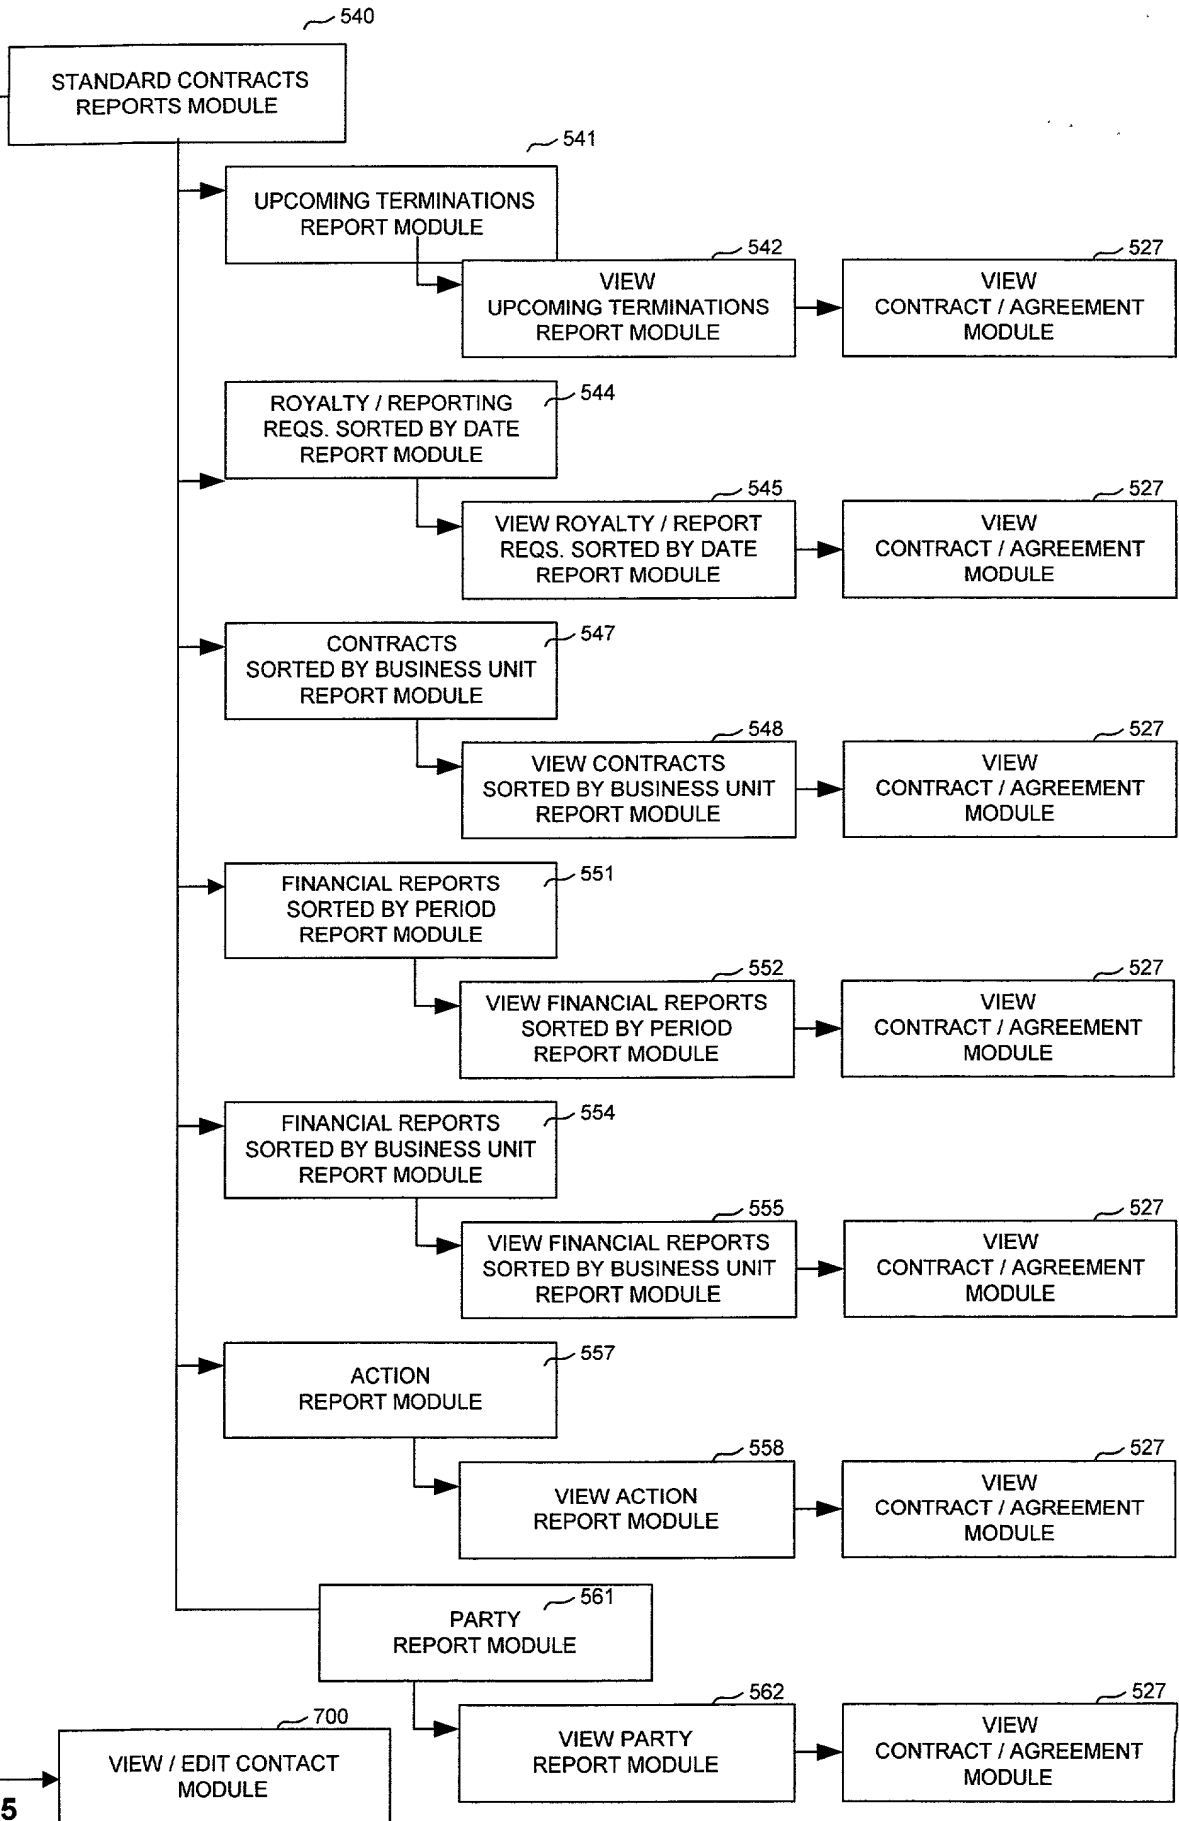 540
STANDARD CONTRACTS
REPORTS MODULE
541
UPCOMING TERMINATIONS
REPORT MODULE
542
VIEW
UPCOMING TERMINATIONS
REPORT MODULE
527
VIEW
CONTRACT / AGREEMENT
MODULE
544
ROYALTY / REPORTING
REQS. SORTED BY DATE
REPORT MODULE
545
VIEW ROYALTY / REPORT
REQS. SORTED BY DATE
REPORT MODULE
527
VIEW
CONTRACT / AGREEMENT
MODULE
547
CONTRACTS
SORTED BY BUSINESS UNIT
REPORT MODULE
548
VIEW CONTRACTS
SORTED BY BUSINESS UNIT
REPORT MODULE
527
VIEW
CONTRACT / AGREEMENT
MODULE
551
FINANCIAL REPORTS
SORTED BY PERIOD
REPORT MODULE
552
VIEW FINANCIAL REPORTS
SORTED BY PERIOD
REPORT MODULE
527
VIEW
CONTRACT / AGREEMENT
MODULE
554
FINANCIAL REPORTS
SORTED BY BUSINESS UNIT
REPORT MODULE
555
VIEW FINANCIAL REPORTS
SORTED BY BUSINESS UNIT
REPORT MODULE
527
VIEW
CONTRACT / AGREEMENT
MODULE
557
ACTION
REPORT MODULE
558
VIEW ACTION
REPORT MODULE
527
VIEW
CONTRACT / AGREEMENT
MODULE
561
PARTY
REPORT MODULE
562
VIEW PARTY
REPORT MODULE
527
VIEW
CONTRACT / AGREEMENT
MODULE
700
VIEW / EDIT CONTACT
MODULE
5